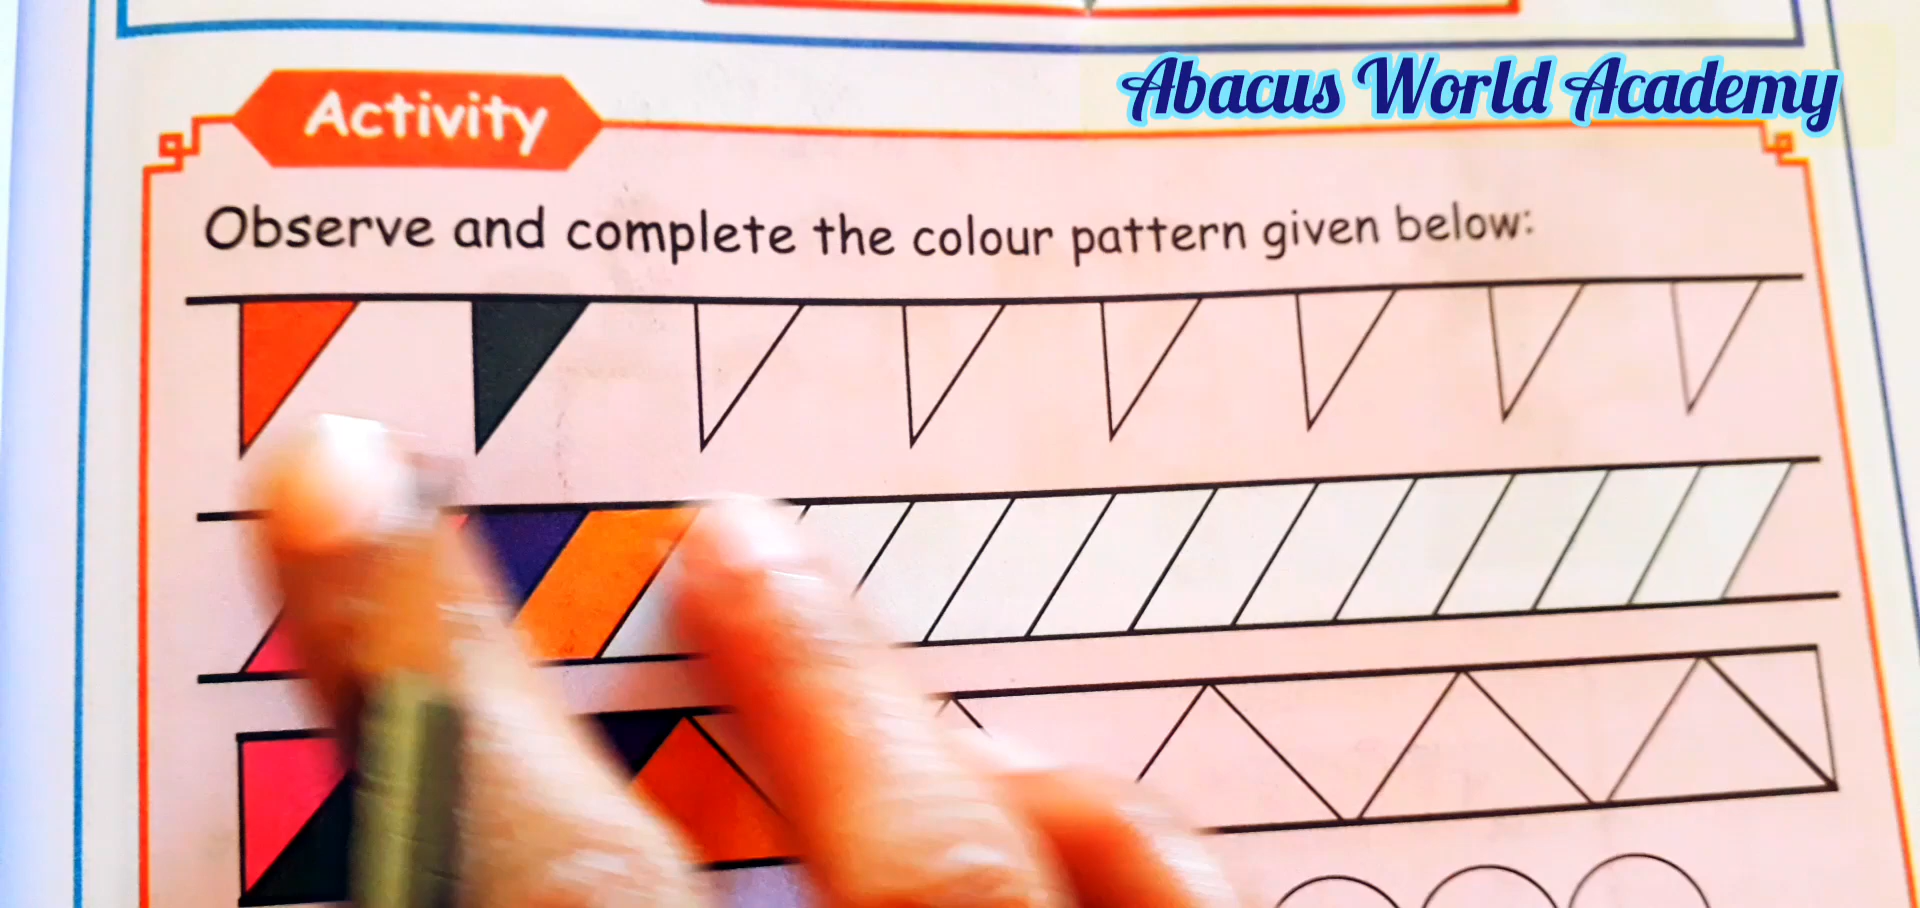 Abacus World Academy
Activity
Observe and complete the colour pattern given below: